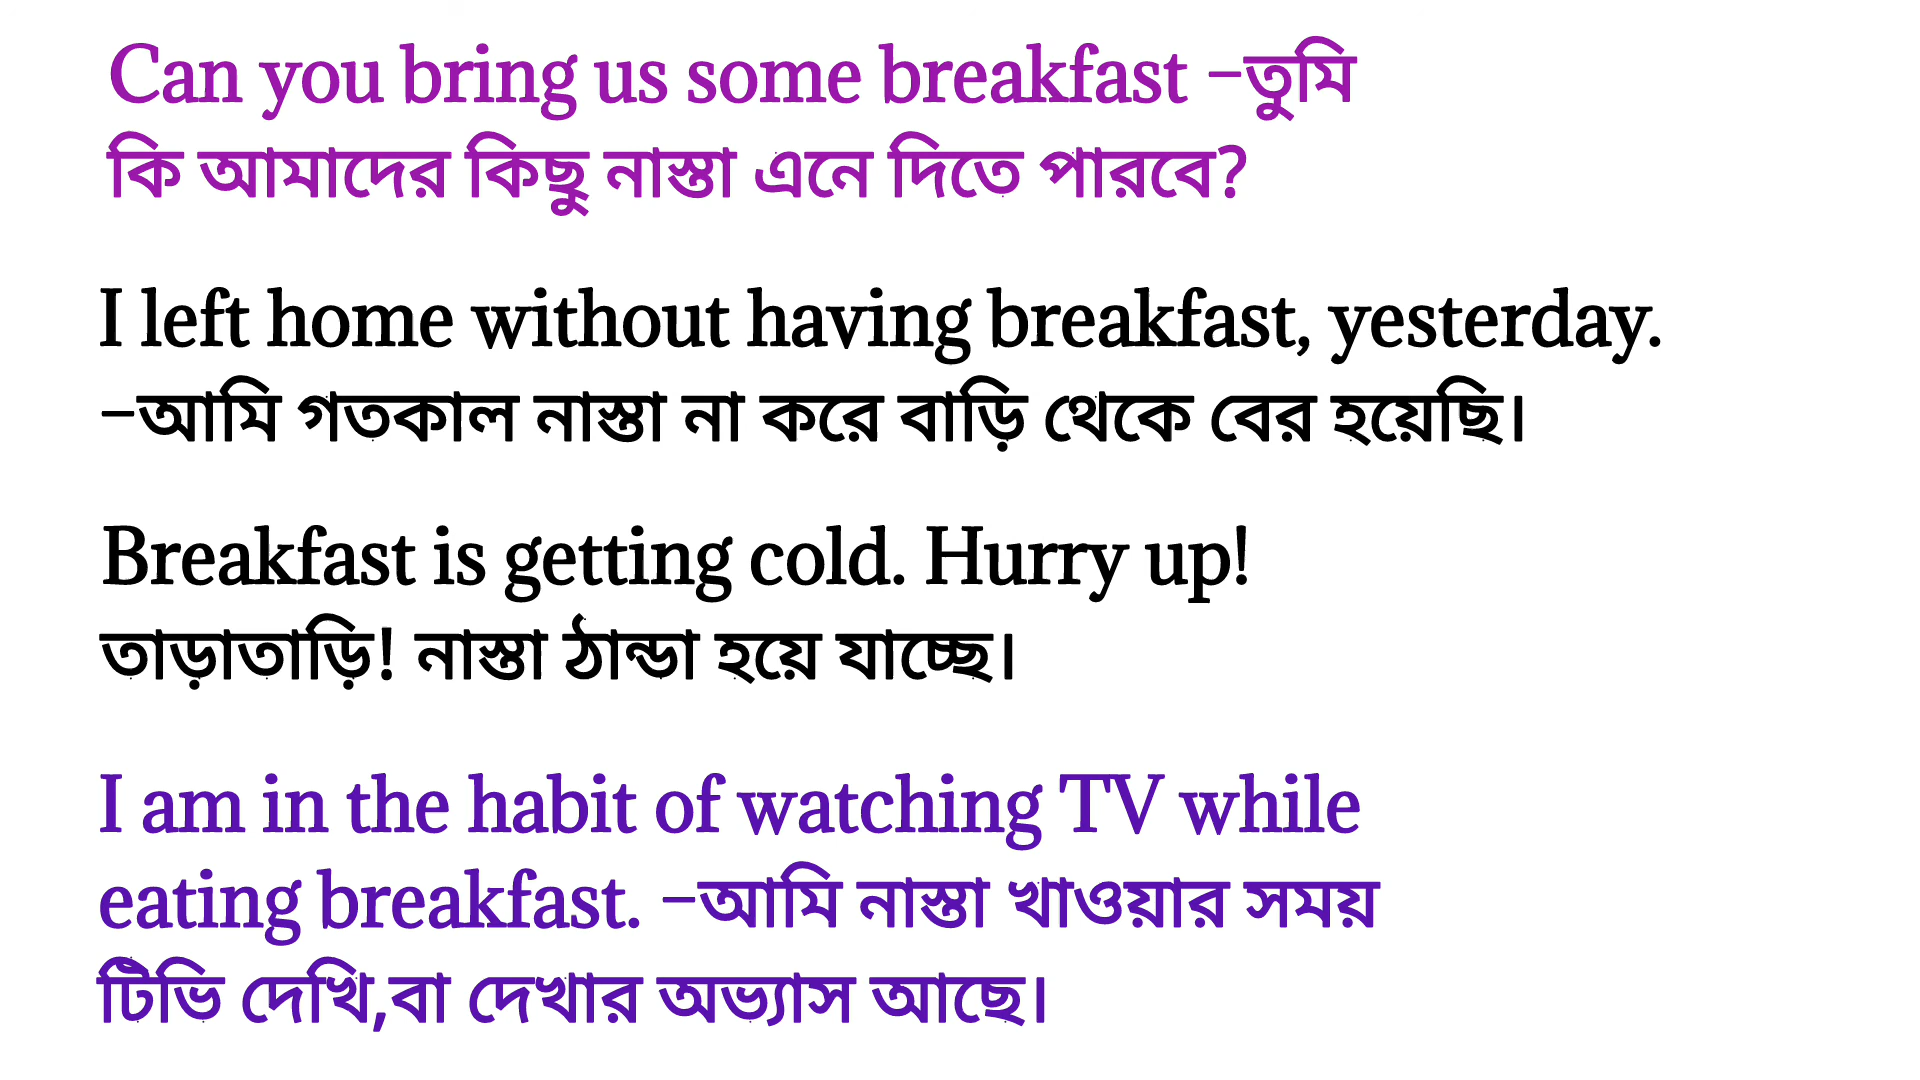 Can you bring us some breakfast –তুমি
কি আমাদের কিছু নাস্তা এনে দিতে পারবে?
I left home without having breakfast, yesterday.
–আমি গতকাল নাস্তা না করে বাড়ি থেকে বের হয়েছি।
Breakfast is getting cold. Hurry up!
তাড়াতাড়ি! নাস্তা ঠান্ডা হয়ে যাচ্ছে।
I am in the habit of watching TV while
eating breakfast. –আমি নাস্তা খাওয়ার সময়
টিভি দেখি,বা দেখার অভ্যাস আছে।